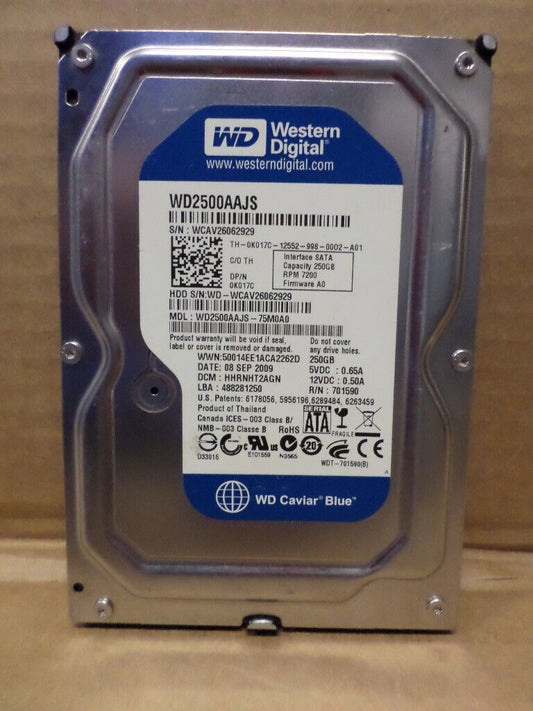 WD Western Digital
www.westerndigital.com
WD2500AAJS
S/N : WCAV26062929
TH-0K017C-12552-998-0002-A01
C/O TH
DP/N
0K017C
Interface SATA
Capacity 250GB
RPM 7200
Firmware A0
HDD S/N:WD-WCAV26062929
MDL : WD2500AAJS-75M0A0
Product warranty will be void if seal,
label or cover is removed or damaged.
Do not cover
any drive holes.
WWN:50014EE1ACA2262D
250GB
DATE: 08 SEP 2009
5VDC : 0.65A
DCM : HHRNHT2AGN
12VDC : 0.50A
LBA : 488281250
R/N : 701590
U.S. Patents: 6178056, 5956196,6289484, 6263459
Product of Thailand
Canada ICES-003 Class B/
NMB-003 Classe B
RoHS
SERIAL
ATA
FRAGILE
D33015
E101559
N3565
20
WDT-701590(B)
A
WD Caviar® Blue™